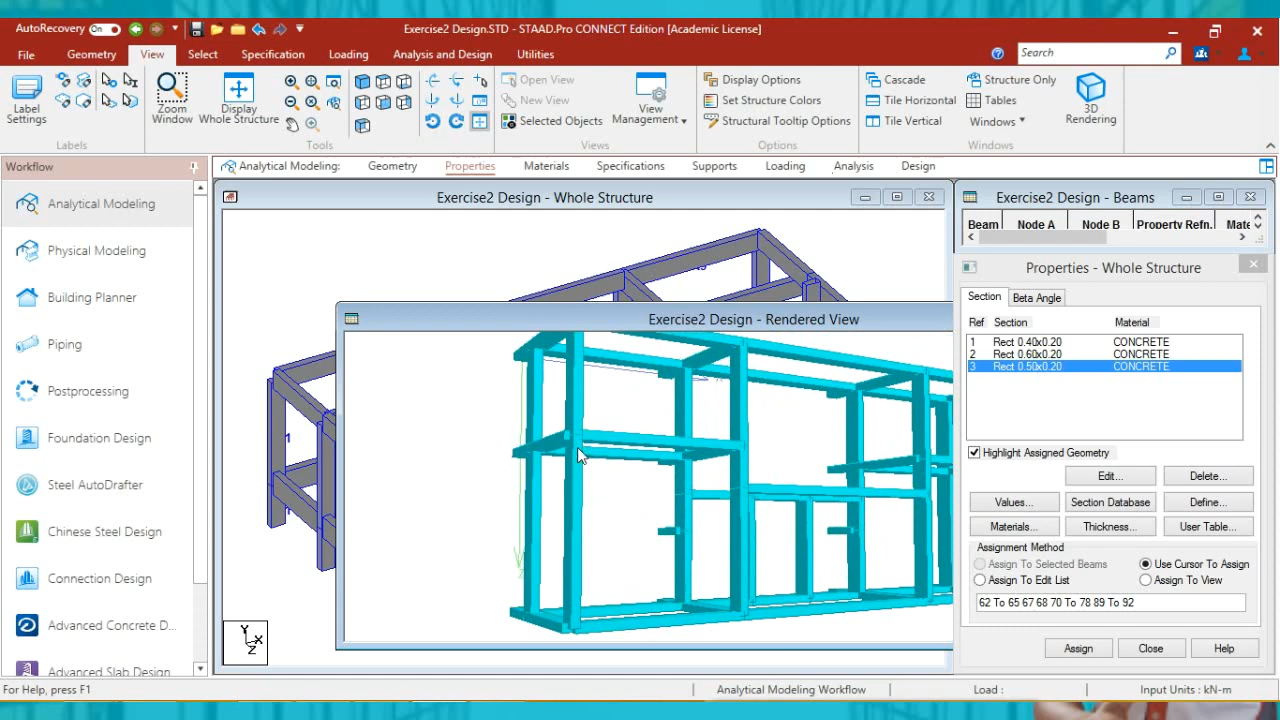 AutoRecovery On Exercise2 Design.STD - STAAD.Pro CONNECT Edition [Academic License]
File Geometry View Select Specification Loading Analysis and Design Utilities Search
Label Settings
Zoom Window
Display Whole Structure
Open View
New View
Selected Objects
View Management
Display Options
Set Structure Colors
Structural Tooltip Options
Cascade
Tile Horizontal
Tile Vertical
Structure Only
Tables
Windows
3D Rendering
Labels Tools Views Options Windows
Workflow
Analytical Modeling: Geometry Properties Materials Specifications Supports Loading Analysis Design
Analytical Modeling
Physical Modeling
Building Planner
Piping
Postprocessing
Foundation Design
Steel AutoDrafter
Chinese Steel Design
Connection Design
Advanced Concrete D...
Advanced Slab Design
Exercise2 Design - Whole Structure
1
Y
X
Z
Exercise2 Design - Rendered View
Exercise2 Design - Beams
Beam Node A Node B Property Refn. Mate
Properties - Whole Structure
Section Beta Angle
Ref Section Material
1 Rect 0.40x0.20 CONCRETE
2 Rect 0.60x0.20 CONCRETE
3 Rect 0.50x0.20 CONCRETE
Highlight Assigned Geometry
Edit... Delete...
Values... Section Database Define...
Materials... Thickness... User Table...
Assignment Method
Assign To Selected Beams Use Cursor To Assign
Assign To Edit List Assign To View
62 To 65 67 68 70 To 78 89 To 92
Assign Close Help
For Help, press F1 Analytical Modeling Workflow Load : Input Units : kN-m